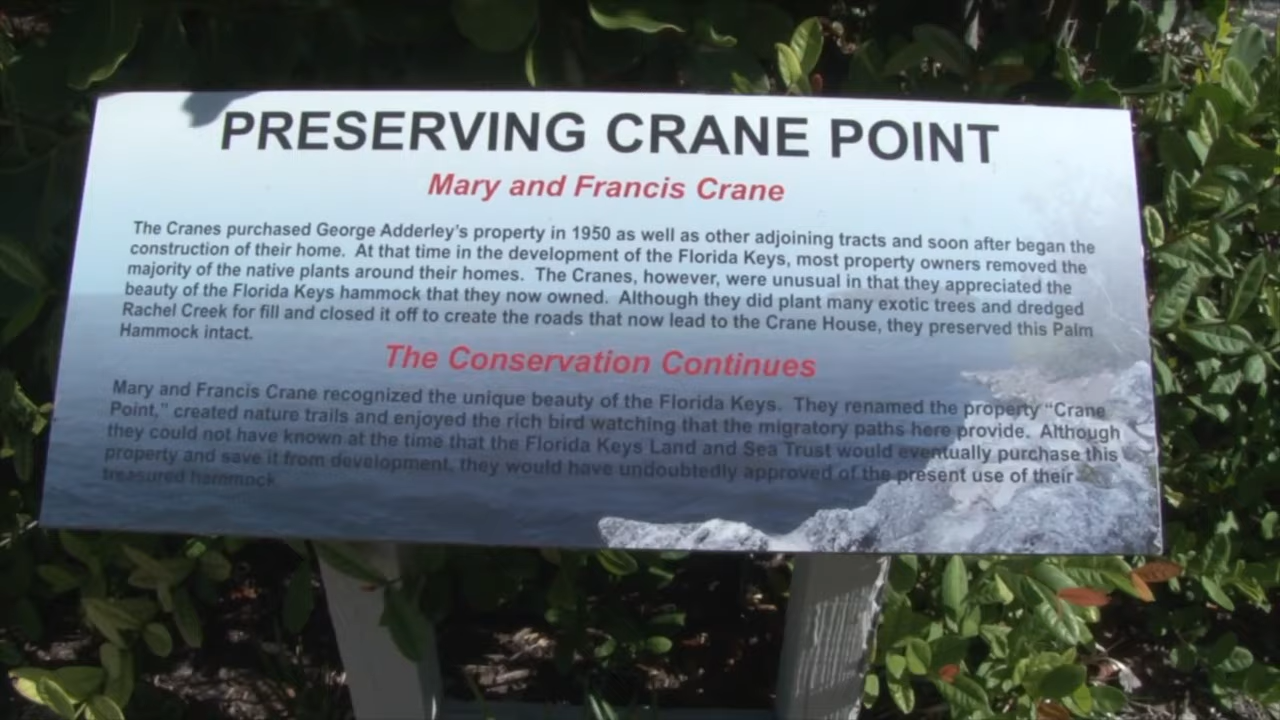 PRESERVING CRANE POINT
Mary and Francis Crane
The Cranes purchased George Adderley's property in 1950 as well as other adjoining tracts and soon after began the
construction of their home. At that time in the development of the Florida Keys, most property owners removed the
majority of the native plants around their homes. The Cranes, however, were unusual in that they appreciated the
beauty of the Florida Keys hammock that they now owned. Although they did plant many exotic trees and dredged
Rachel Creek for fill and closed it off to create the roads that now lead to the Crane House, they preserved this Palm
Hammock intact.
The Conservation Continues
Mary and Francis Crane recognized the unique beauty of the Florida Keys. They renamed the property “Crane
Point,” created nature trails and enjoyed the rich bird watching that the migratory paths here provide. Although
they could not have known at the time that the Florida Keys Land and Sea Trust would eventually purchase this
property and save it from development, they would have undoubtedly approved of the present use of their
treasured hammock